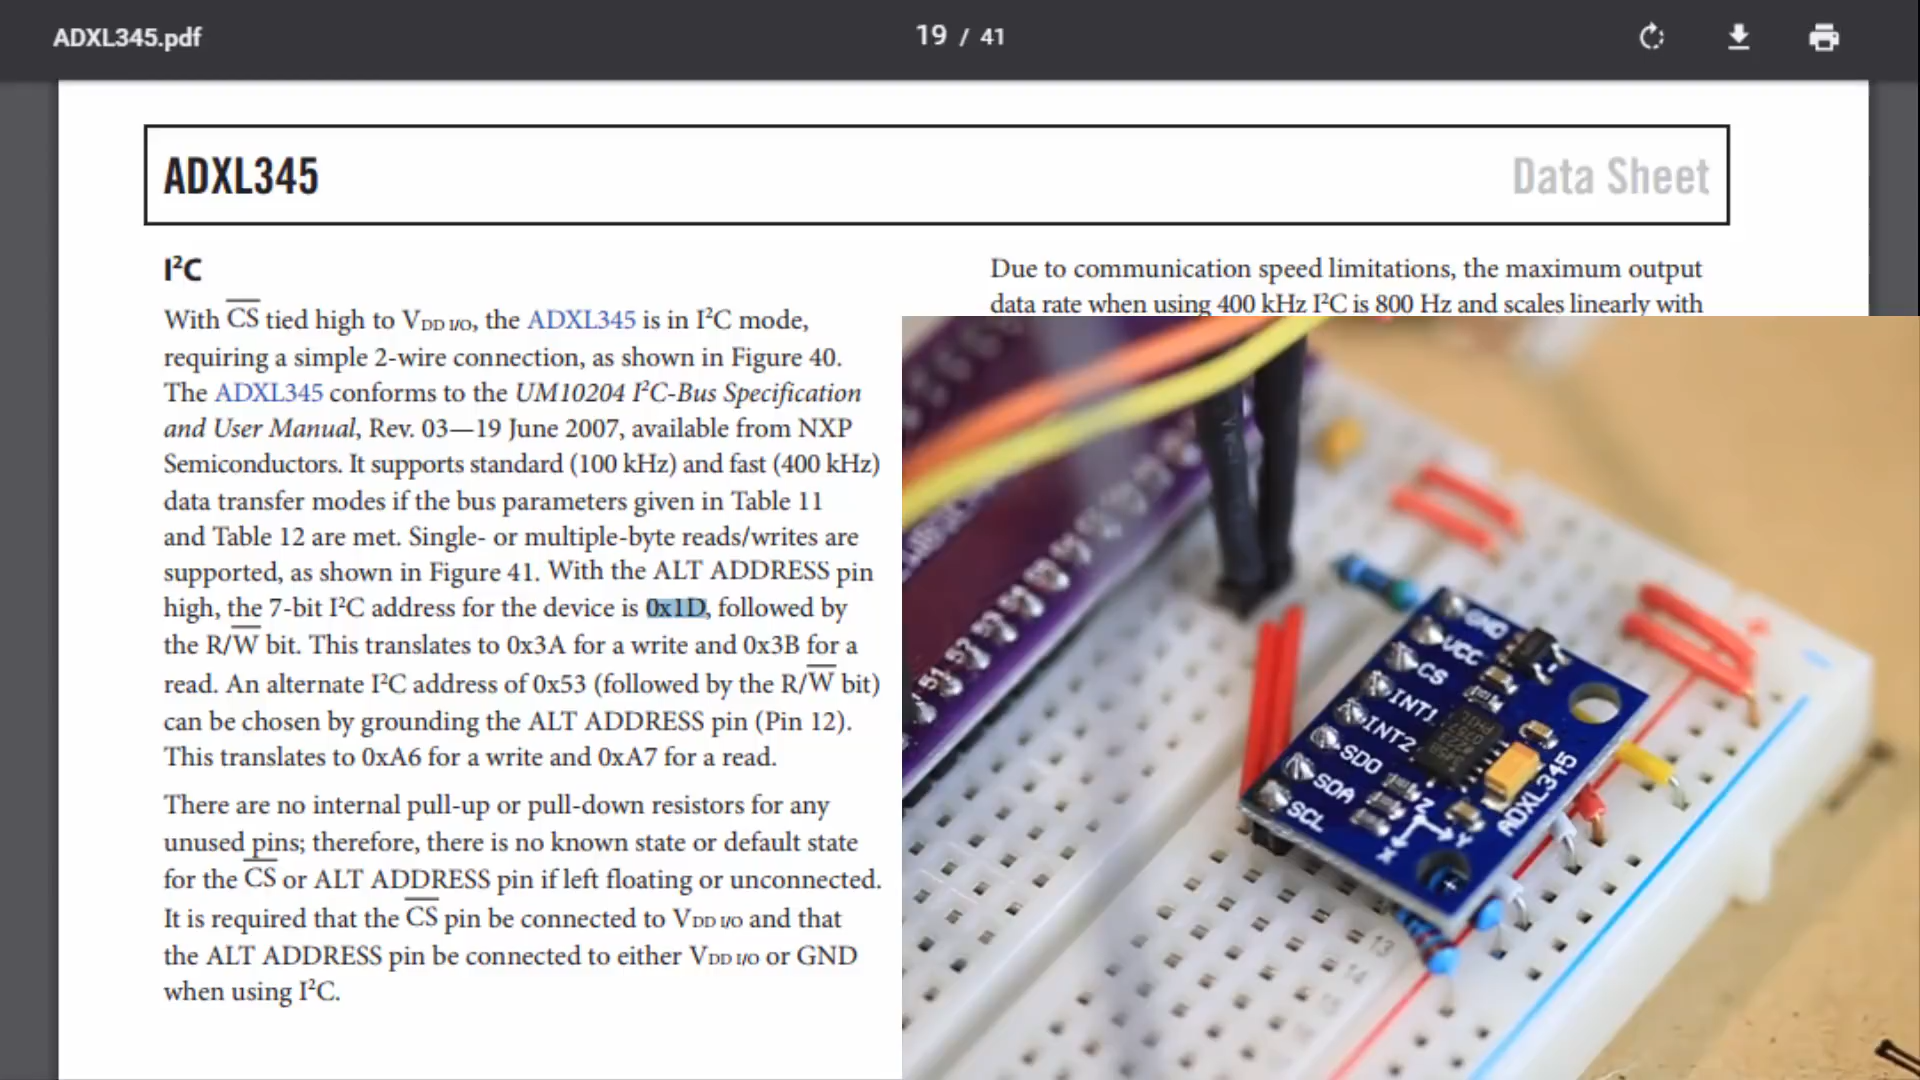 ADXL345.pdf
19 / 41
ADXL345
Data Sheet
I²C
With CS tied high to VDD I/O, the ADXL345 is in I²C mode,
requiring a simple 2-wire connection, as shown in Figure 40.
The ADXL345 conforms to the UM10204 I²C-Bus Specification
and User Manual, Rev. 03—19 June 2007, available from NXP
Semiconductors. It supports standard (100 kHz) and fast (400 kHz)
data transfer modes if the bus parameters given in Table 11
and Table 12 are met. Single- or multiple-byte reads/writes are
supported, as shown in Figure 41. With the ALT ADDRESS pin
high, the 7-bit I²C address for the device is 0x1D, followed by
the R/W bit. This translates to 0x3A for a write and 0x3B for a
read. An alternate I²C address of 0x53 (followed by the R/W bit)
can be chosen by grounding the ALT ADDRESS pin (Pin 12).
This translates to 0xA6 for a write and 0xA7 for a read.
There are no internal pull-up or pull-down resistors for any
unused pins; therefore, there is no known state or default state
for the CS or ALT ADDRESS pin if left floating or unconnected.
It is required that the CS pin be connected to VDD I/O and that
the ALT ADDRESS pin be connected to either VDD I/O or GND
when using I²C.
Due to communication speed limitations, the maximum output
data rate when using 400 kHz I²C is 800 Hz and scales linearly with
GND
VCC
CS
INT1
INT2
SDO
SDA
SCL
ADXL345
Z
Y
X
51
53
13
14
15